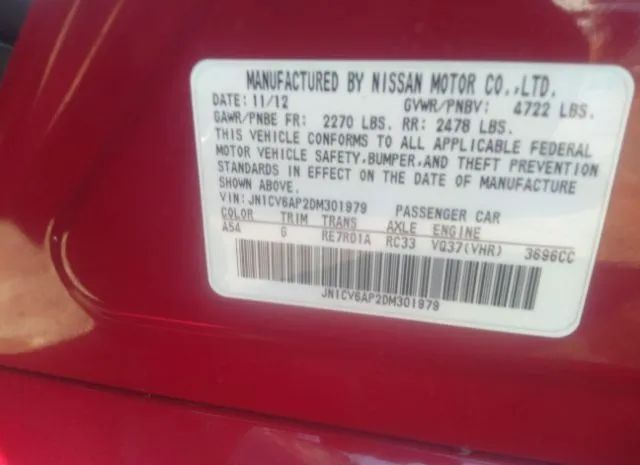 MANUFACTURED BY NISSAN MOTOR CO.,LTD.
DATE: 11/12 GVWR/PNBV: 4722 LBS.
GAWR/PNBE FR: 2270 LBS. RR: 2478 LBS.
THIS VEHICLE CONFORMS TO ALL APPLICABLE FEDERAL
MOTOR VEHICLE SAFETY,BUMPER,AND THEFT PREVENTION
STANDARDS IN EFFECT ON THE DATE OF MANUFACTURE
SHOWN ABOVE.
VIN:JN1CV6AP2DM301979 PASSENGER CAR
COLOR TRIM TRANS AXLE ENGINE
A54 G RE7R01A RC33 VQ37(VHR) 3696CC
JN1CV6AP2DM301979